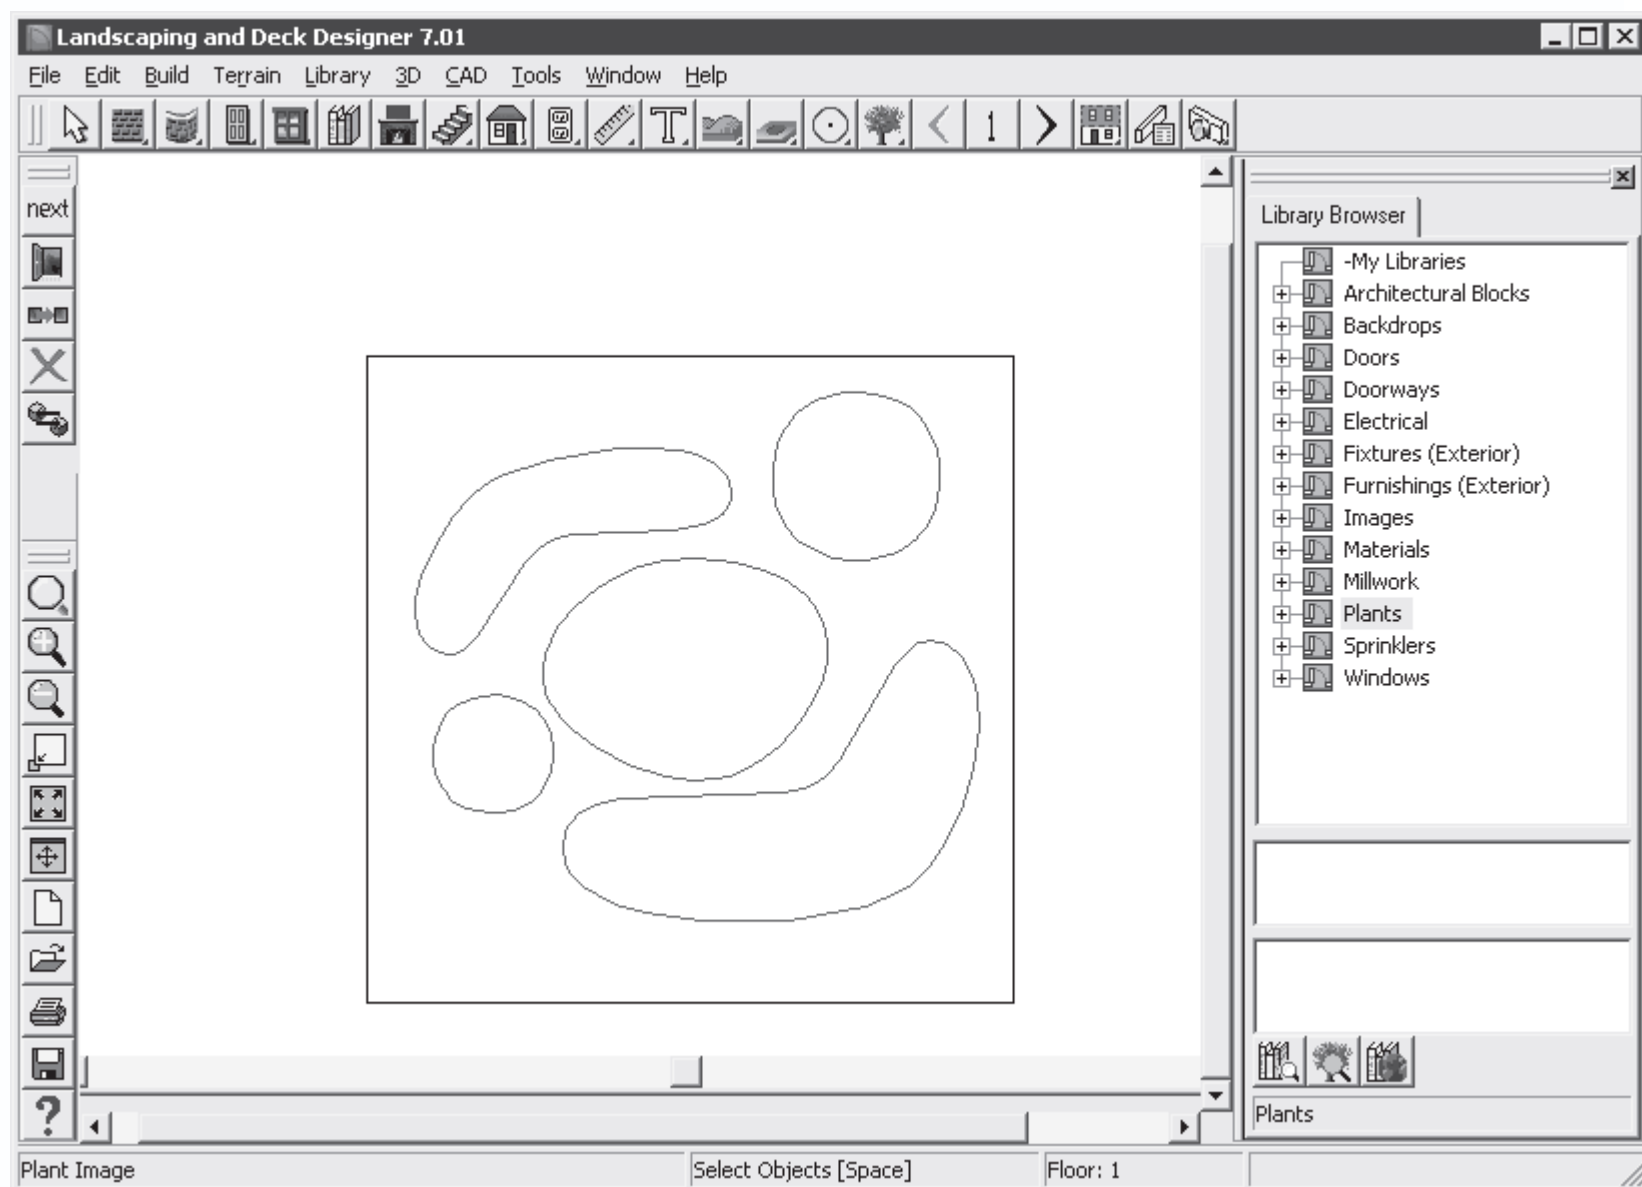 Landscaping and Deck Designer 7.01
File Edit Build Terrain Library 3D CAD Tools Window Help
1
next
Library Browser
-My Libraries
Architectural Blocks
Backdrops
Doors
Doorways
Electrical
Fixtures (Exterior)
Furnishings (Exterior)
Images
Materials
Millwork
Plants
Sprinklers
Windows
Plants
Plant Image Select Objects [Space] Floor: 1